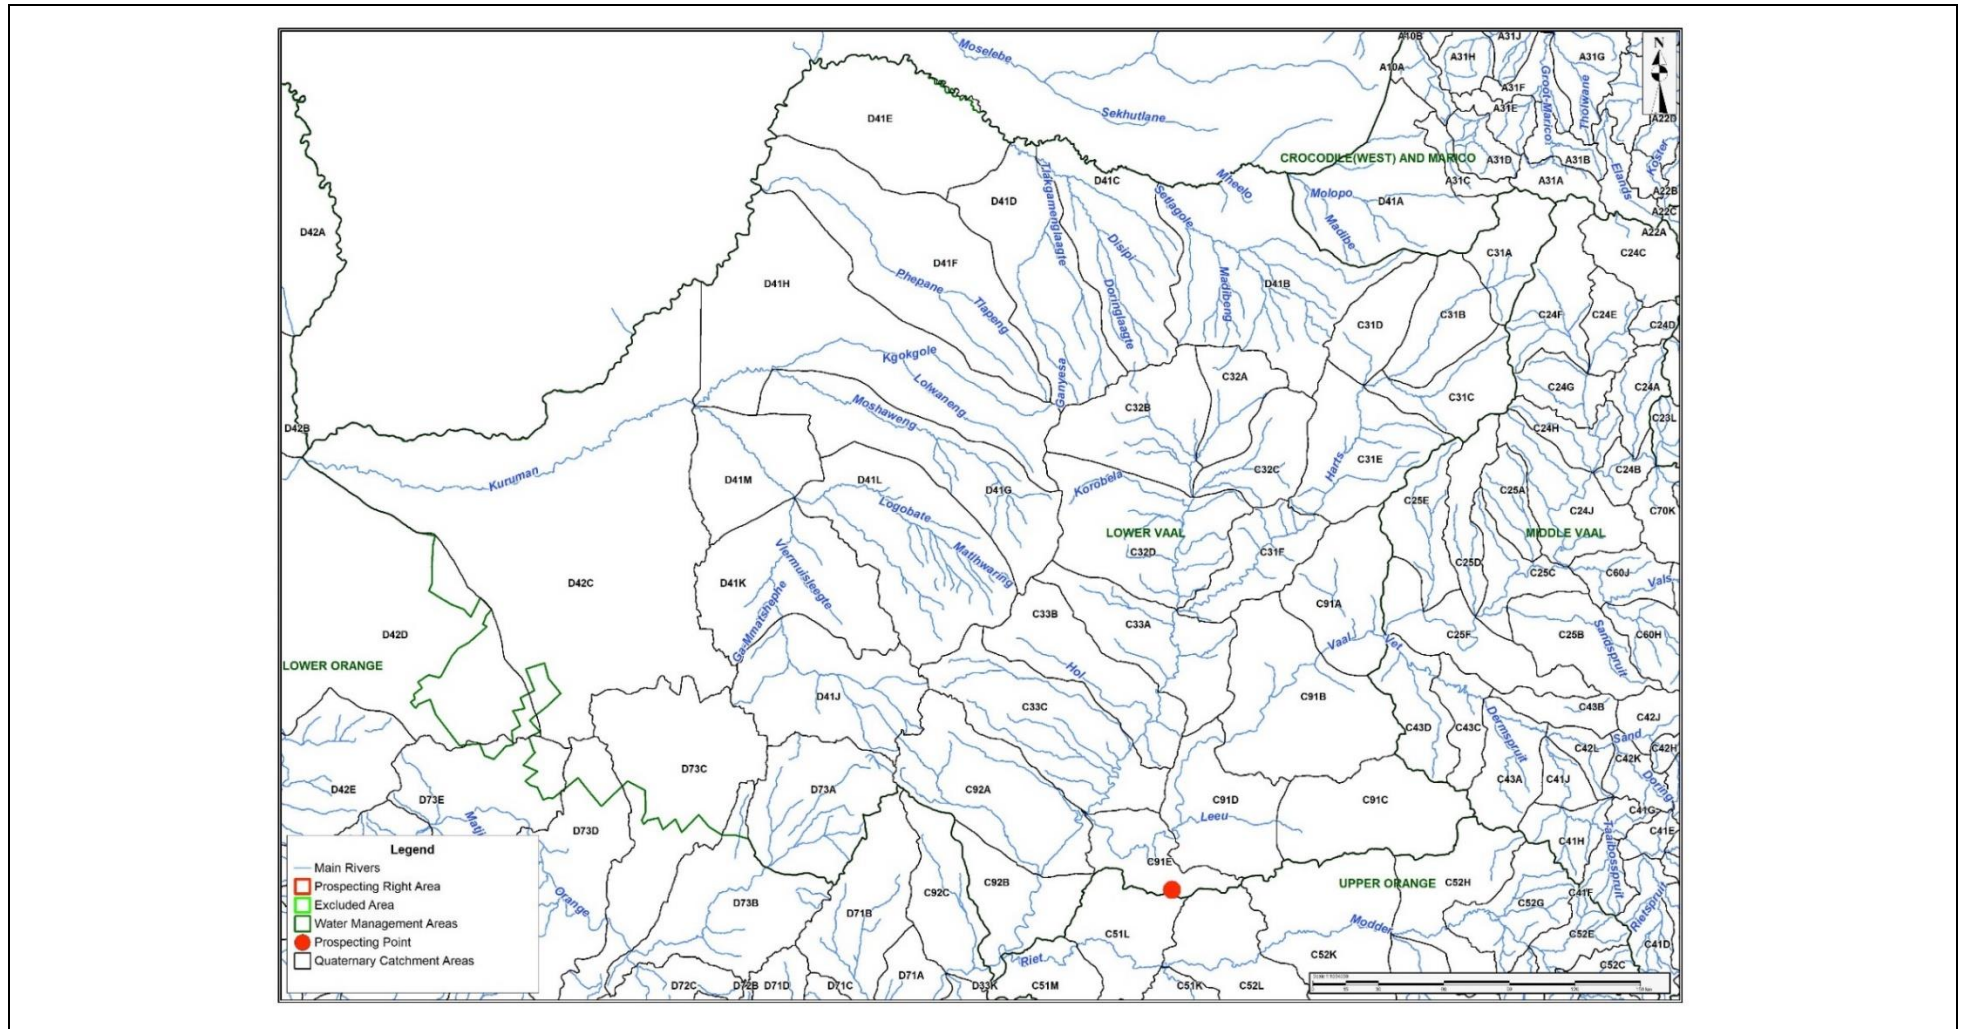 Moselebe
A10B
A31J
A31H
A31G
N
A10A
A31F
Groot-Marico
Tholwane
A31E
Sekhutlane
D41E
A22D
CROCODILE(WEST) AND MARICO
A31D
A31B
Koster
Elands
A31C
A31A
D41C
Mheelo
Molopo
D41A
A22B
A22C
D41D
Tlakgamenglaagte
Setlagole
Madibe
D42A
A22A
Disipi
C31A
C24C
D41F
Phepane
D41H
Doringlaagte
Madibeng
D41B
Tlapeng
C31D
C31B
C24F
C24E
C24D
Kgokgole
Lolwaneng
Ganyesa
C32A
C24G
C24A
Moshaweng
C32B
C31C
C23L
D42B
C24H
Kuruman
D41M
D41L
D41G
Korobela
C32C
Harts
C31E
C24B
Logobate
C25E
C25A
C24J
C70K
LOWER VAAL
MIDDLE VAAL
C32D
C31F
Matlhwaring
Vlermuisleegte
C25D
C25C
C60J
Vals
D42C
D41K
Ga-Mmatshephe
C33B
C33A
C91A
D42D
Vaal
Vet
C25F
C25B
Sandspruit
C60H
LOWER ORANGE
Hol
D41J
C91B
C33C
C43B
C42J
C43D
C43C
Dermspruit
Sand
C42L
C42H
C42K
D73C
C43A
C41J
Doring
D42E
D73E
D73A
C92A
C91D
C91C
Leeu
C41G
C41E
Matji
D73D
C41H
Taaibosspruit
Legend
Main Rivers
Prospecting Right Area
Excluded Area
Water Management Areas
Prospecting Point
Quaternary Catchment Areas
C91E
C92C
C92B
UPPER ORANGE
C52H
C41F
C52G
Rietspruit
Orange
D73B
D71B
C51L
Modder
C52E
C41D
C52K
Riet
C52C
D71A
D72C
D72B
D71D
D71C
D33K
C51M
C51K
C52L